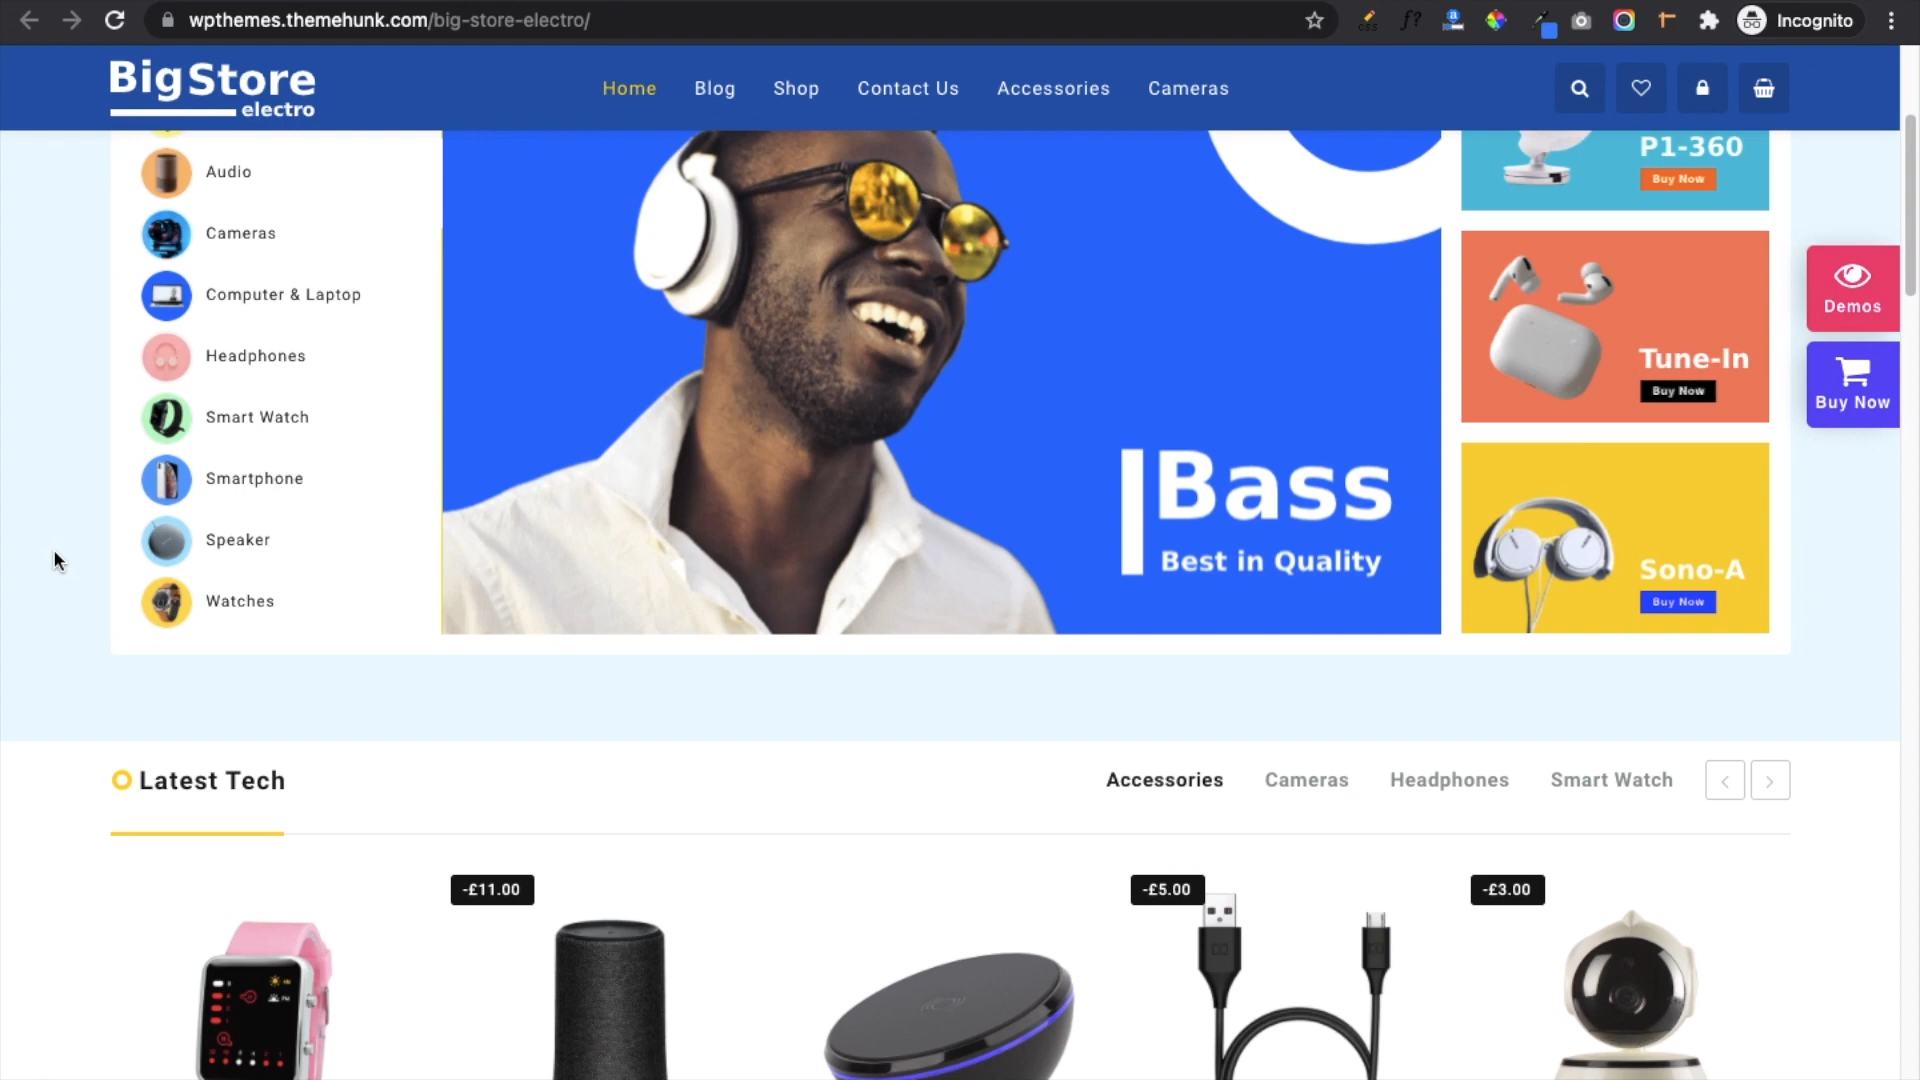 wpthemes.themehunk.com/big-store-electro/
Incognito
BigStore
electro
Home Blog Shop Contact Us Accessories Cameras
Audio
Cameras
Computer & Laptop
Headphones
Smart Watch
Smartphone
Speaker
Watches
Bass
Best in Quality
P1-360
Buy Now
Tune-In
Buy Now
Sono-A
Buy Now
Demos
Buy Now
Latest Tech
Accessories Cameras Headphones Smart Watch
-£11.00
-£5.00
-£3.00